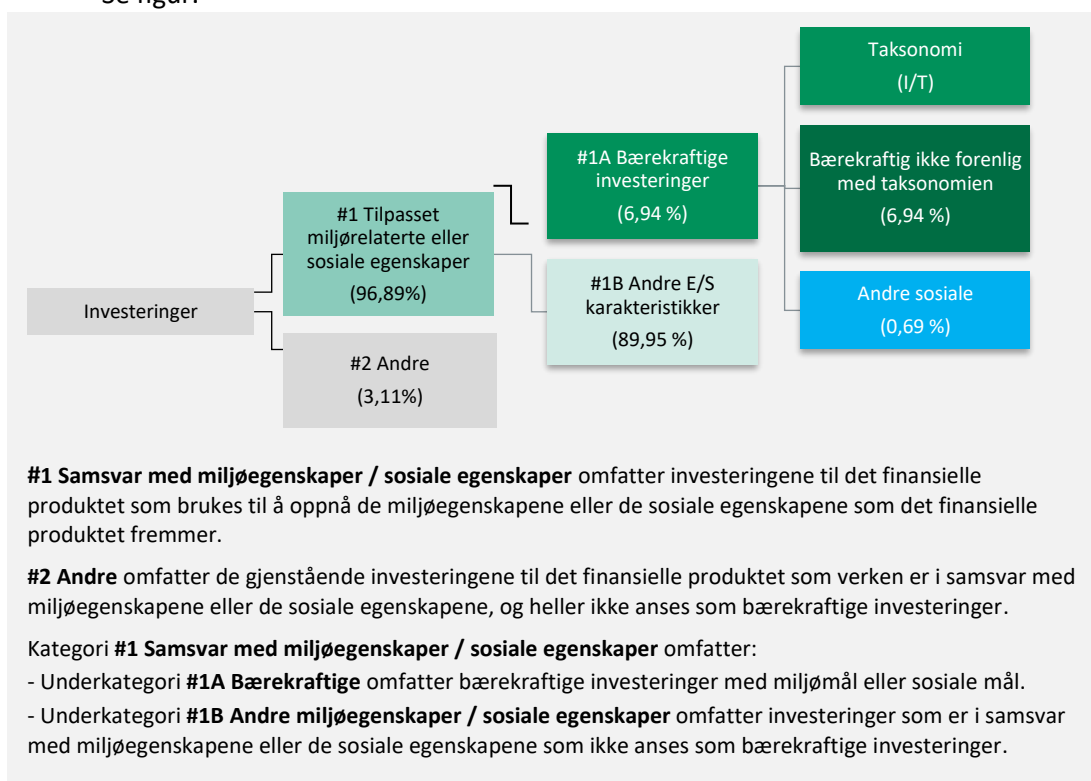 Se figur:
Taksonomi
(I/T)
#1A Bærekraftige
investeringer
(6,94 %)
Bærekraftig ikke forenlig
med taksonomien
(6,94 %)
#1 Tilpasset
miljørelaterte eller
sosiale egenskaper
(96,89%)
#1B Andre E/S
karakteristikker
(89,95 %)
Andre sosiale
(0,69 %)
Investeringer
#2 Andre
(3,11%)
#1 Samsvar med miljøegenskaper / sosiale egenskaper omfatter investeringene til det finansielle
produktet som brukes til å oppnå de miljøegenskapene eller de sosiale egenskapene som det finansielle
produktet fremmer.
#2 Andre omfatter de gjenstående investeringene til det finansielle produktet som verken er i samsvar med
miljøegenskapene eller de sosiale egenskapene, og heller ikke anses som bærekraftige investeringer.
Kategori #1 Samsvar med miljøegenskaper / sosiale egenskaper omfatter:
- Underkategori #1A Bærekraftige omfatter bærekraftige investeringer med miljømål eller sosiale mål.
- Underkategori #1B Andre miljøegenskaper / sosiale egenskaper omfatter investeringer som er i samsvar
med miljøegenskapene eller de sosiale egenskapene som ikke anses som bærekraftige investeringer.